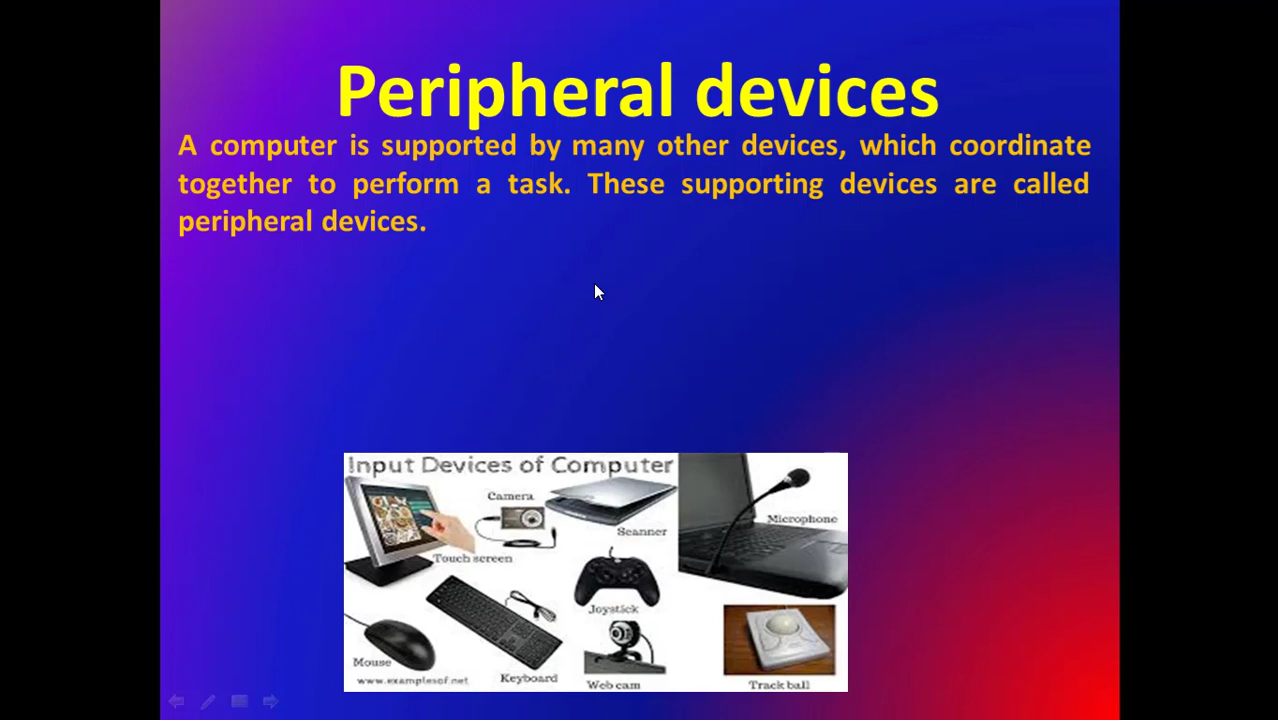 Peripheral devices
A computer is supported by many other devices, which coordinate
together to perform a task. These supporting devices are called
peripheral devices.
Input Devices of Computer
Camera
Scanner
Microphone
Touch screen
Joystick
Mouse
Keyboard
www.examplesof.net
Web cam
Track ball